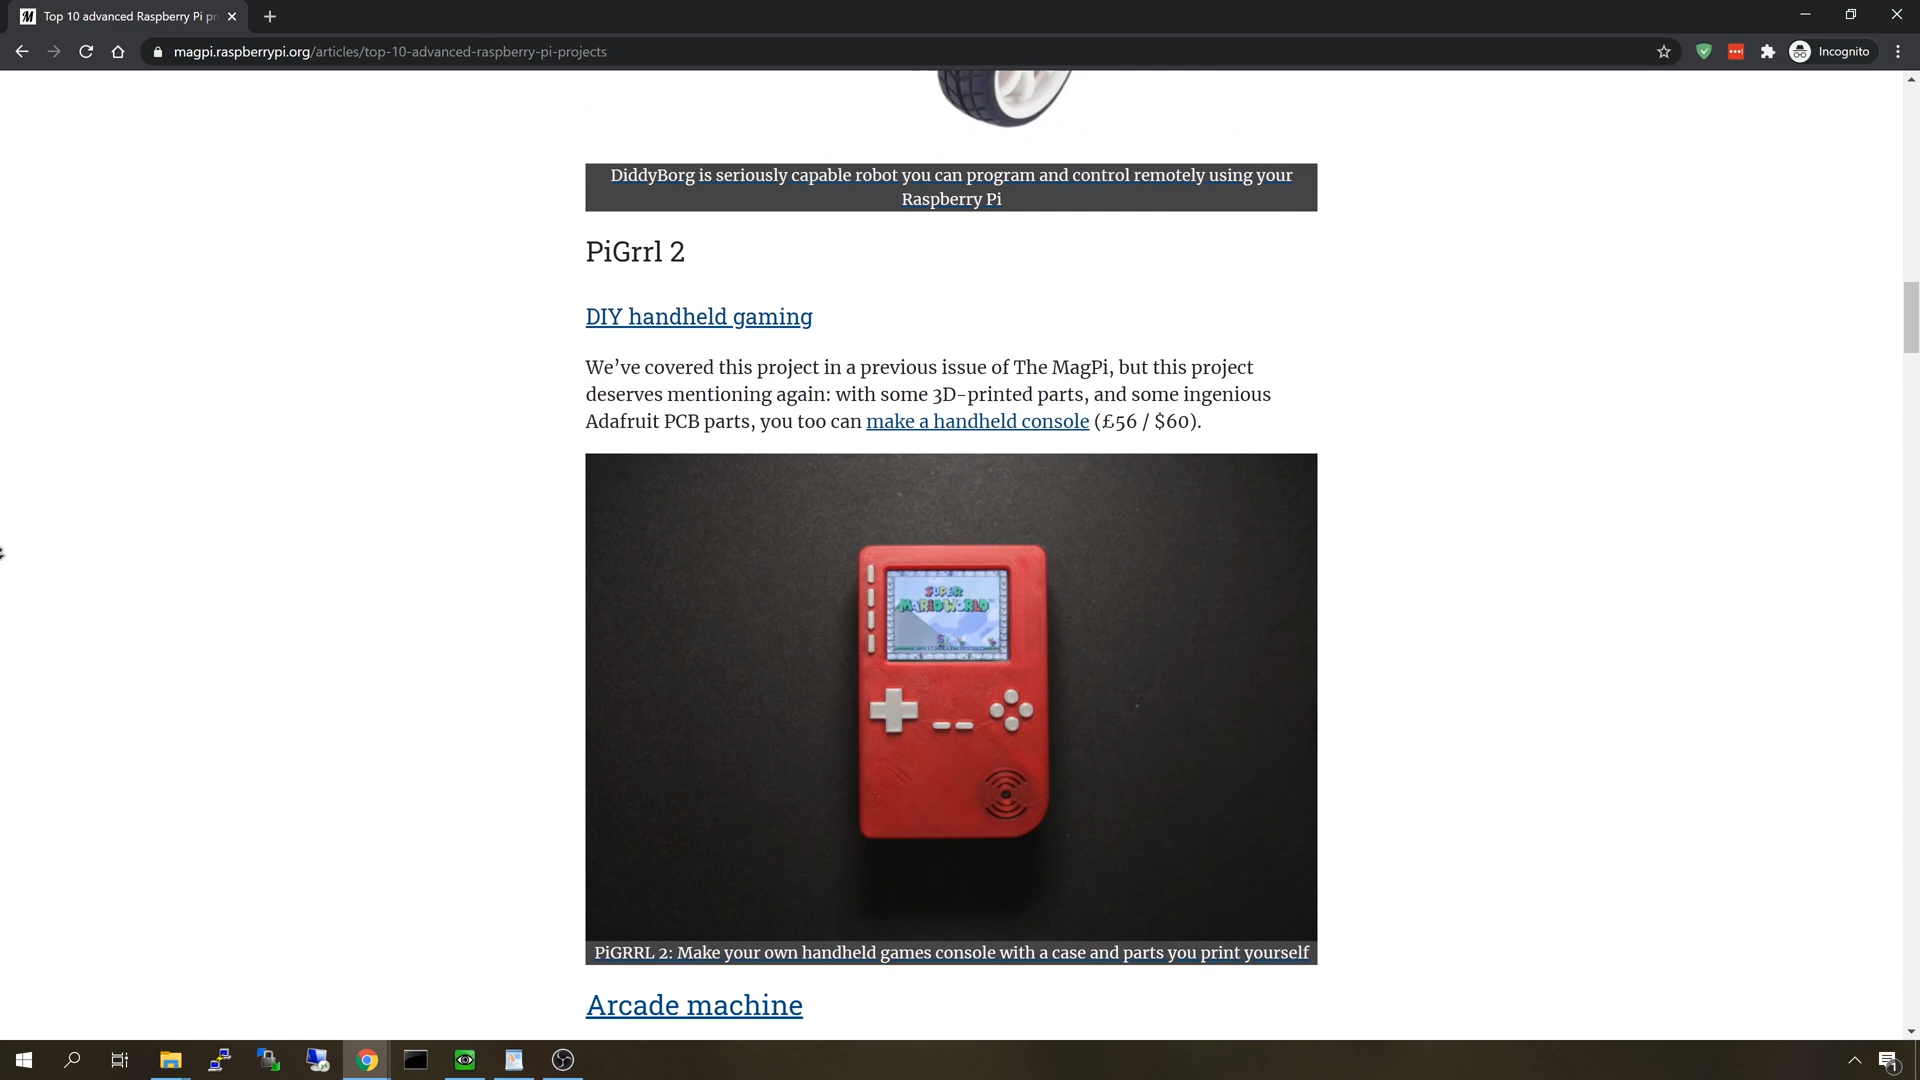 Top 10 advanced Raspberry Pi pr
magpi.raspberrypi.org/articles/top-10-advanced-raspberry-pi-projects
Incognito
DiddyBorg is seriously capable robot you can program and control remotely using your
Raspberry Pi
PiGrrl 2
DIY handheld gaming
We’ve covered this project in a previous issue of The MagPi, but this project
deserves mentioning again: with some 3D-printed parts, and some ingenious
Adafruit PCB parts, you too can make a handheld console (£56 / $60).
SUPER
MARIO WORLD
PiGRRL 2: Make your own handheld games console with a case and parts you print yourself
Arcade machine
1